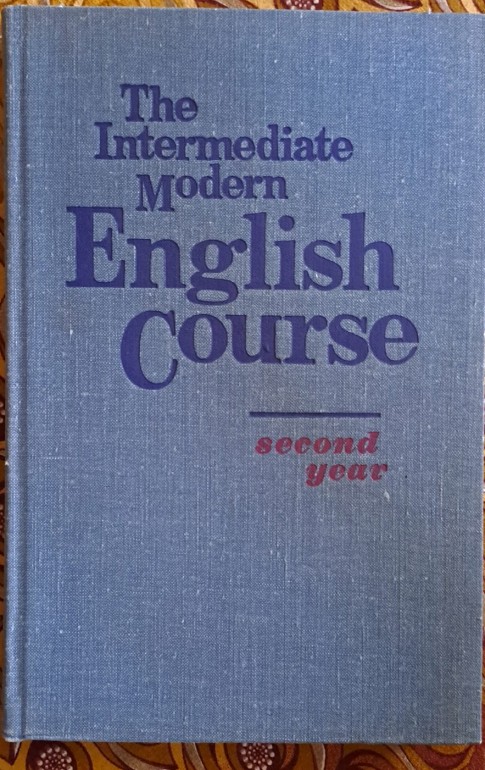 The
Intermediate
Modern
English
Course
second
year